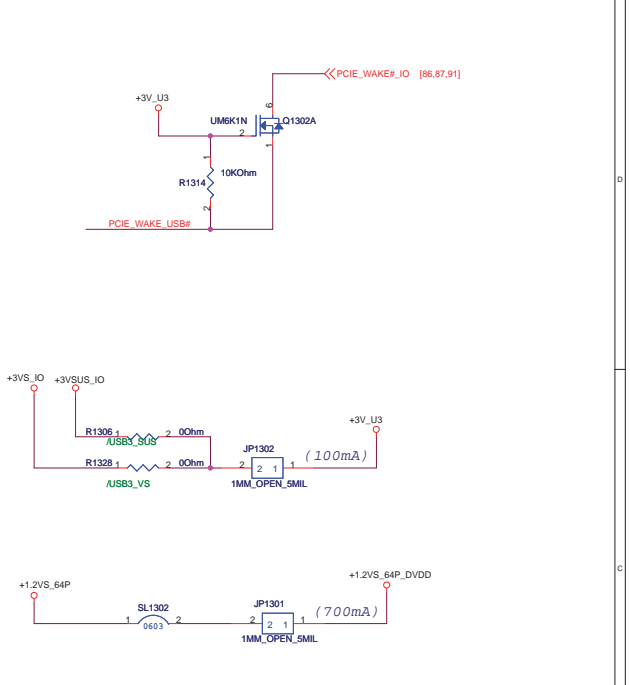 PCIE_WAKE#_IO [86,87,91]
+3V_U3
6
UM6K1N Q1302A
2
1
1
10KOhm
R1314
2
PCIE_WAKE_USB#
D
+3VS_IO +3VSUS_IO
+3V_U3
R1306 1 2 0Ohm
/USB3_SUS
JP1302
(100mA)
R1328 1 2 0Ohm
2 2 1 1
/USB3_VS
1MM_OPEN_5MIL
C
+1.2VS_64P
+1.2VS_64P_DVDD
SL1302
JP1301
(700mA)
1 0603 2
2 2 1 1
1MM_OPEN_5MIL